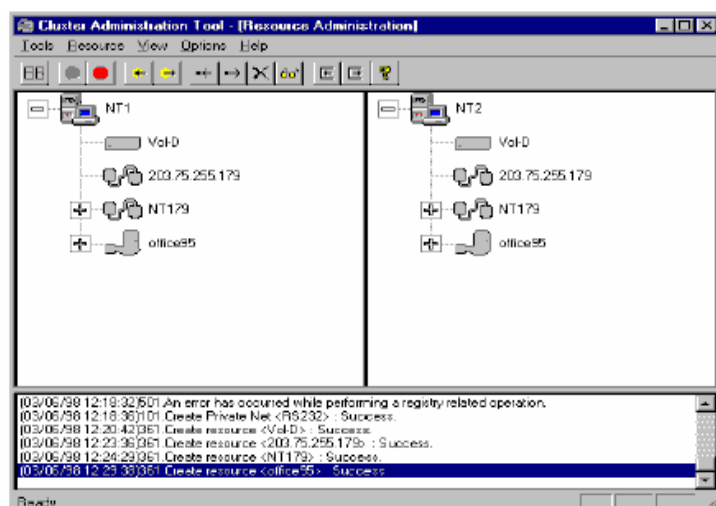 Cluster Administration Tool - [Resource Administration]
Tools Resource View Options Help
NT1
Vol-D
203.75.255.179
NT179
office95
NT2
Vol-D
203.75.255.179
NT179
office95
(03/06/98 12:18:32)501.An error has occurred while performing a registry related operation.
(03/06/98 12:18:36)101.Create Private Net <RS232> : Success.
(03/06/98 12:20:42)361.Create resource <Vol-D> : Success.
(03/06/98 12:23:36)361.Create resource <203.75.255.179> : Success.
(03/06/98 12:24:29)361.Create resource <NT179> : Success.
(03/06/98 12:29:38)361.Create resource <office95> : Success.
Ready